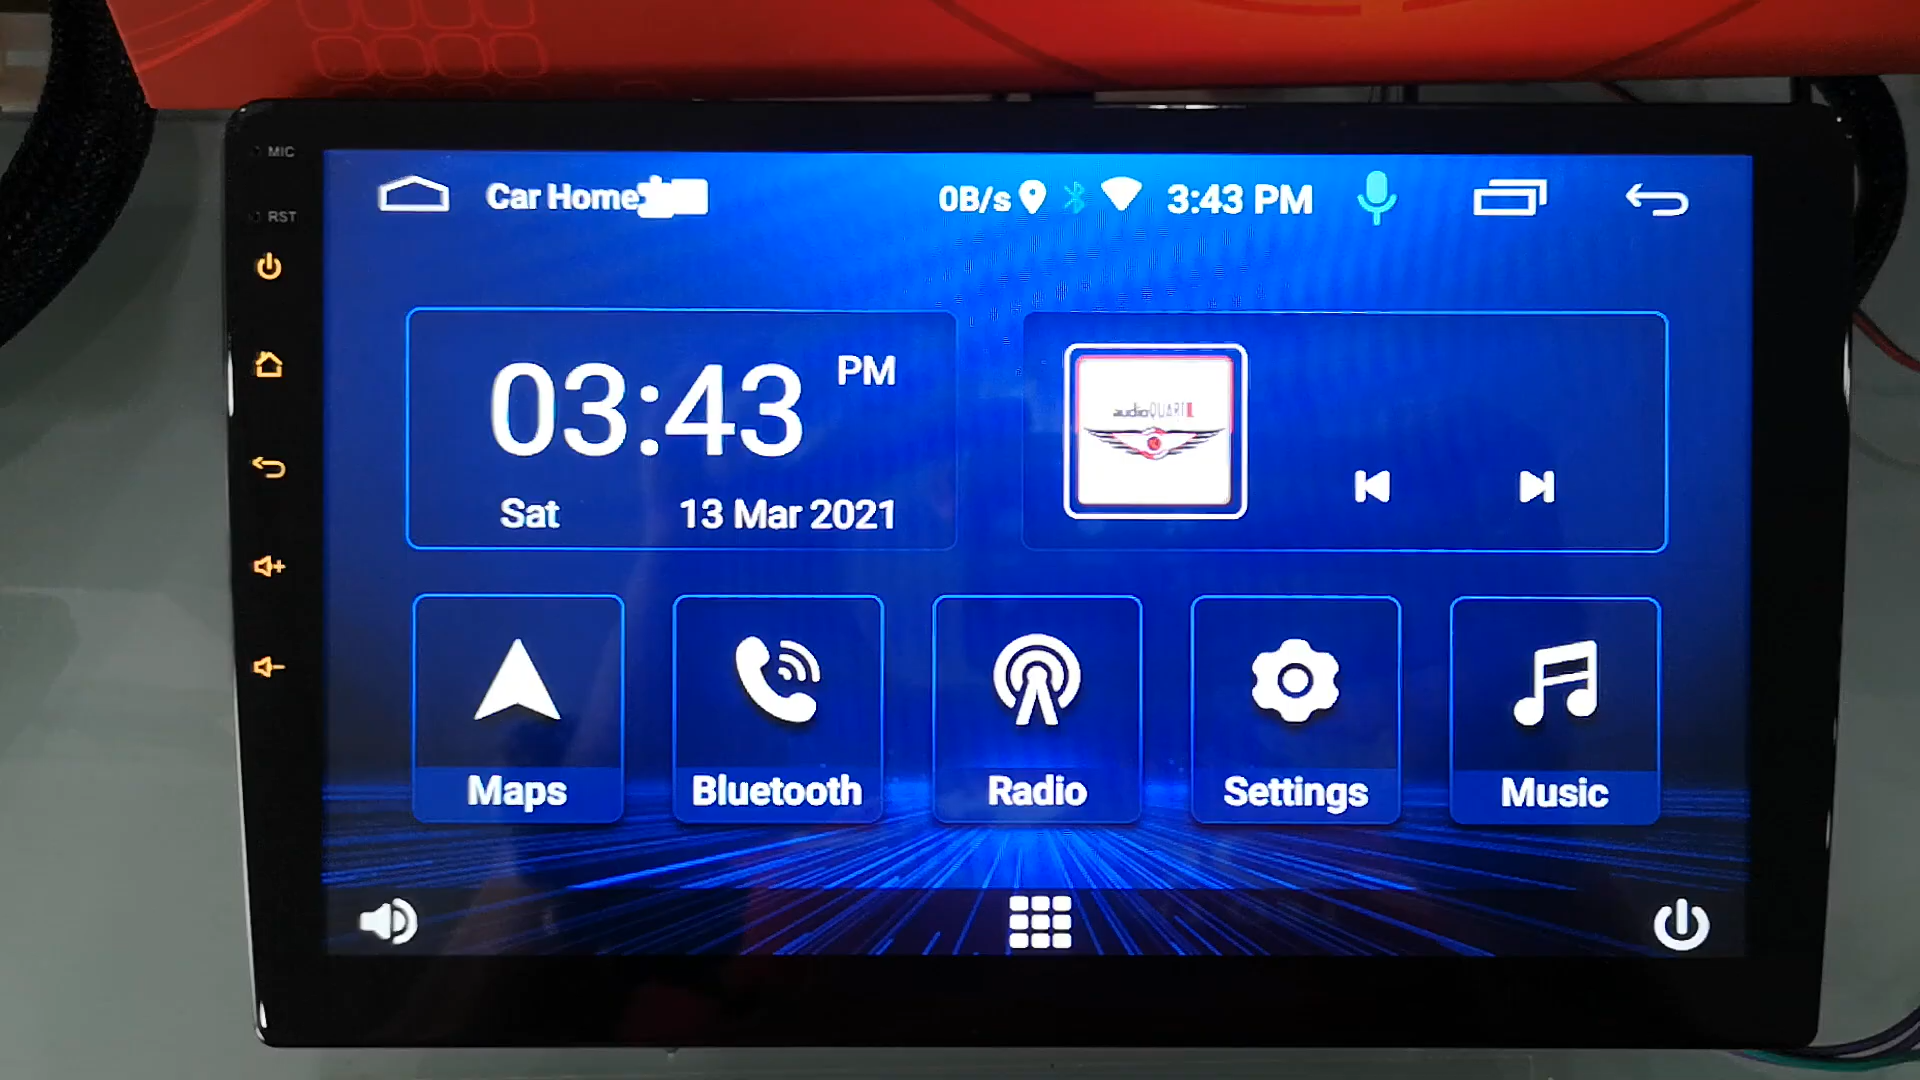 MIC
RST
Car Home
0B/s
3:43 PM
03:43 PM
Sat 13 Mar 2021
audioQUART
Maps
Bluetooth
Radio
Settings
Music